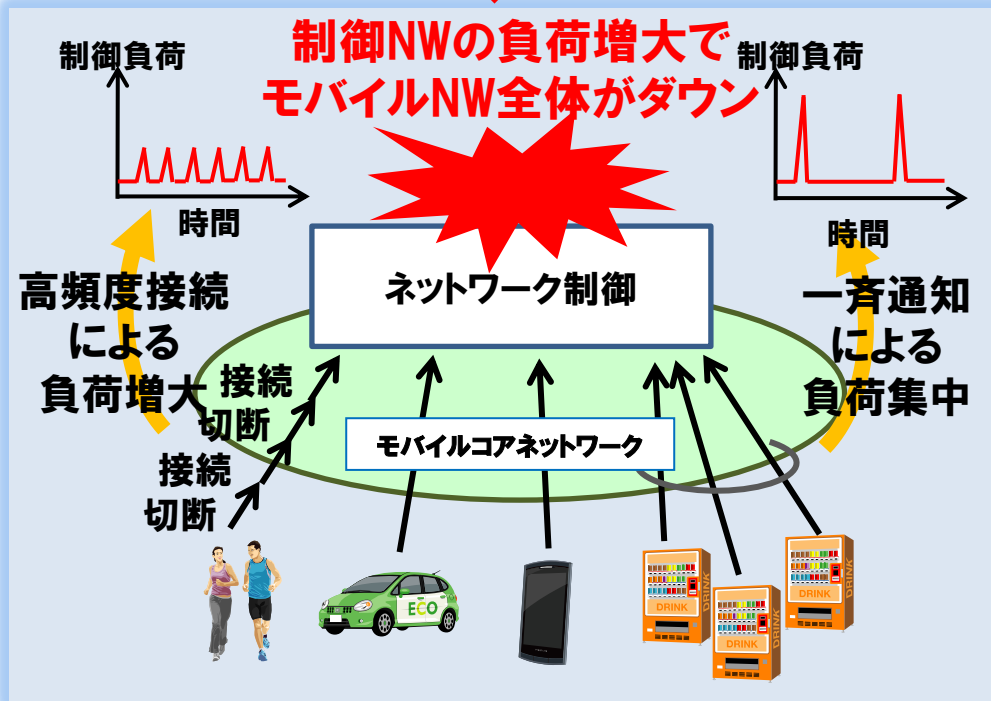 制御NWの負荷増大で
モバイルNW全体がダウン
制御負荷
時間
制御負荷
時間
ネットワーク制御
高頻度接続
による
負荷増大
一斉通知
による
負荷集中
接続
切断
接続
切断
モバイルコアネットワーク
ECO
DRINK
DRINK
DRINK
DRINK
DRINK
DRINK